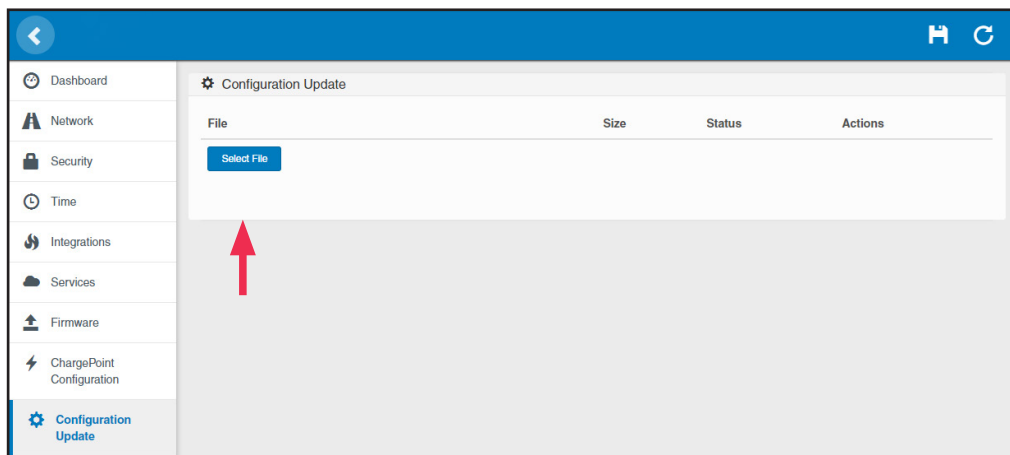 Dashboard
Network
Security
Time
Integrations
Services
Firmware
ChargePoint
Configuration
Configuration
Update
Configuration Update
File Size Status Actions
Select File